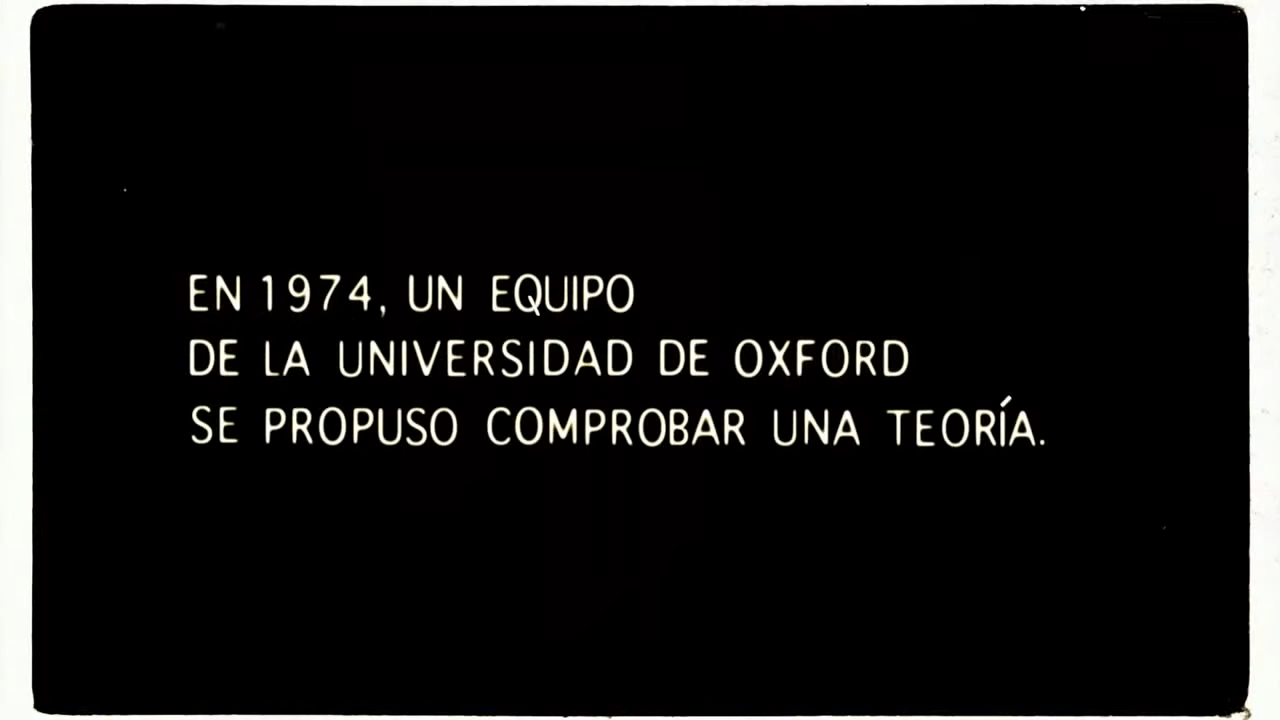 EN 1974, UN EQUIPO
DE LA UNIVERSIDAD DE OXFORD
SE PROPUSO COMPROBAR UNA TEORÍA.